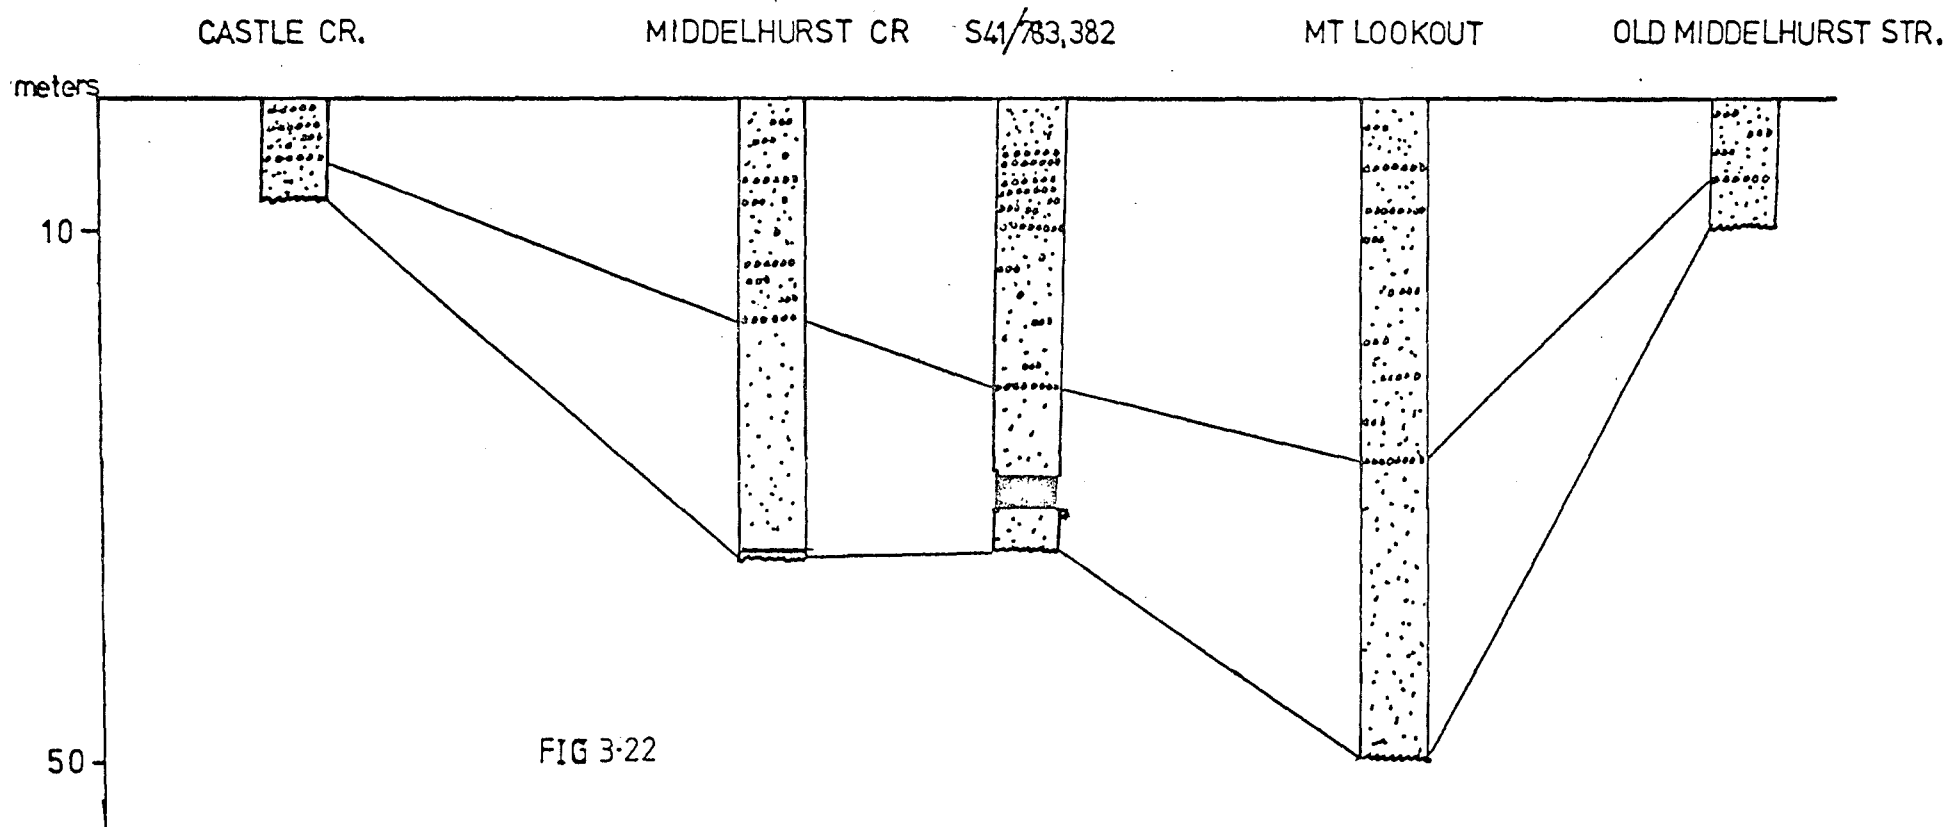 CASTLE CR. MIDDELHURST CR S41/783,382 MT LOOKOUT OLD MIDDELHURST STR.
meters
10
50
FIG 3·22